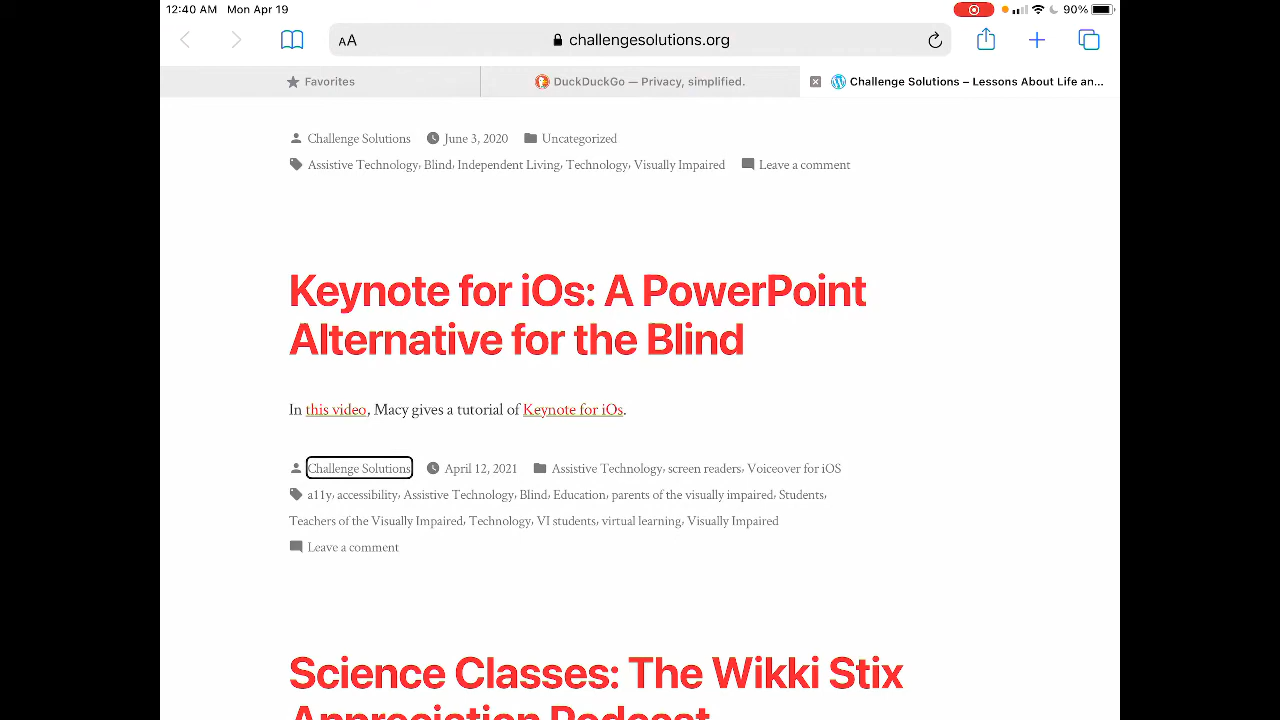 12:40 AM Mon Apr 19 90%
AA challengesolutions.org
Favorites DuckDuckGo — Privacy, simplified. Challenge Solutions – Lessons About Life an...
Challenge Solutions June 3, 2020 Uncategorized
Assistive Technology, Blind, Independent Living, Technology, Visually Impaired Leave a comment
Keynote for iOs: A PowerPoint
Alternative for the Blind
In this video, Macy gives a tutorial of Keynote for iOs.
Challenge Solutions April 12, 2021 Assistive Technology, screen readers, Voiceover for iOS
a11y, accessibility, Assistive Technology, Blind, Education, parents of the visually impaired, Students,
Teachers of the Visually Impaired, Technology, VI students, virtual learning, Visually Impaired
Leave a comment
Science Classes: The Wikki Stix
Appreciation Podcast